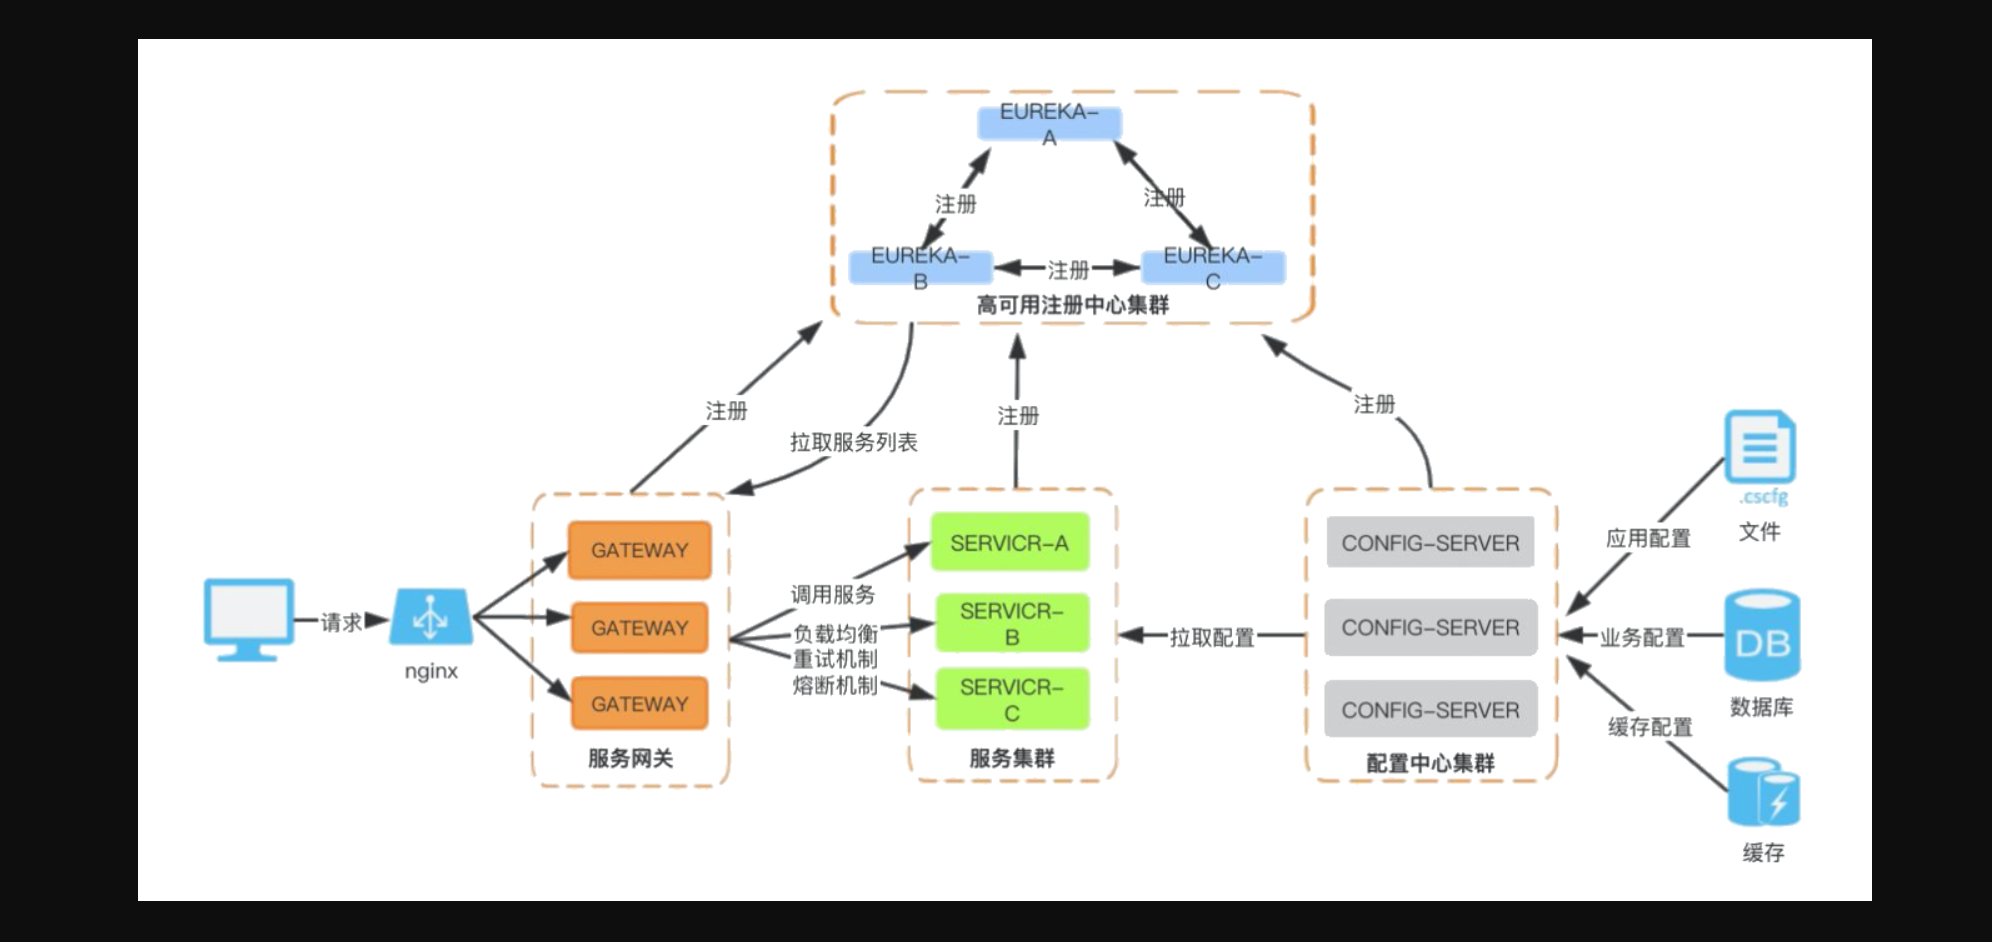 EUREKA-
A
注册
注册
EUREKA-
B
注册
EUREKA-
C
高可用注册中心集群
注册
拉取服务列表
注册
注册
请求
nginx
GATEWAY
GATEWAY
GATEWAY
服务网关
调用服务
负载均衡
重试机制
熔断机制
SERVICR-A
SERVICR-
B
SERVICR-
C
服务集群
拉取配置
CONFIG-SERVER
CONFIG-SERVER
CONFIG-SERVER
配置中心集群
应用配置
业务配置
缓存配置
.cscfg
文件
DB
数据库
缓存